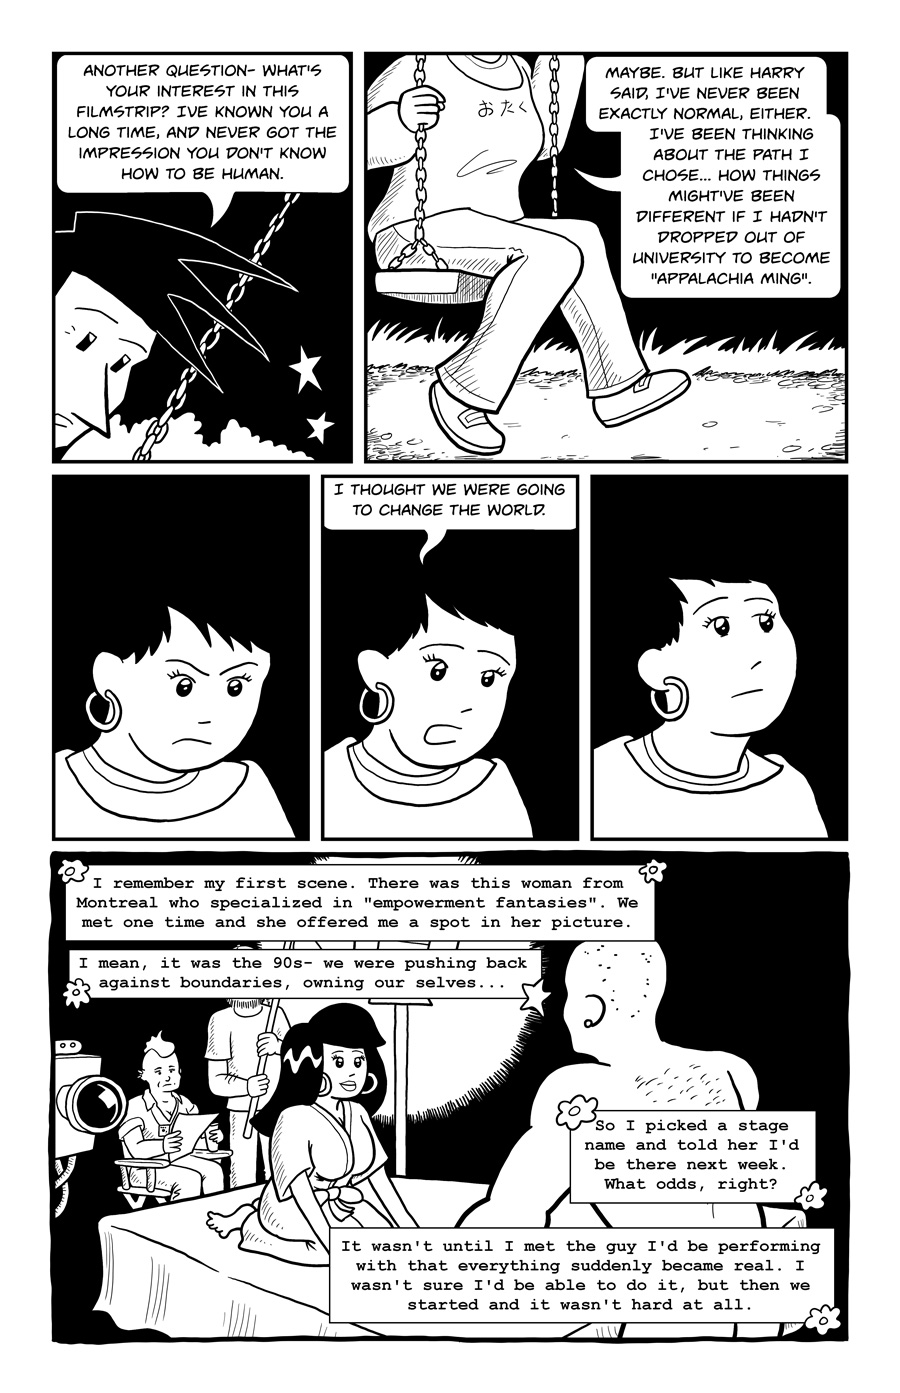 ANOTHER QUESTION- WHAT'S
YOUR INTEREST IN THIS
FILMSTRIP? IVE KNOWN YOU A
LONG TIME, AND NEVER GOT THE
IMPRESSION YOU DON'T KNOW
HOW TO BE HUMAN.
おたく
MAYBE. BUT LIKE HARRY
SAID, I'VE NEVER BEEN
EXACTLY NORMAL, EITHER.
I'VE BEEN THINKING
ABOUT THE PATH I
CHOSE... HOW THINGS
MIGHT'VE BEEN
DIFFERENT IF I HADN'T
DROPPED OUT OF
UNIVERSITY TO BECOME
"APPALACHIA MING".
I THOUGHT WE WERE GOING
TO CHANGE THE WORLD.
I remember my first scene. There was this woman from
Montreal who specialized in "empowerment fantasies". We
met one time and she offered me a spot in her picture.
I mean, it was the 90s- we were pushing back
against boundaries, owning our selves...
So I picked a stage
name and told her I'd
be there next week.
What odds, right?
It wasn't until I met the guy I'd be performing
with that everything suddenly became real. I
wasn't sure I'd be able to do it, but then we
started and it wasn't hard at all.